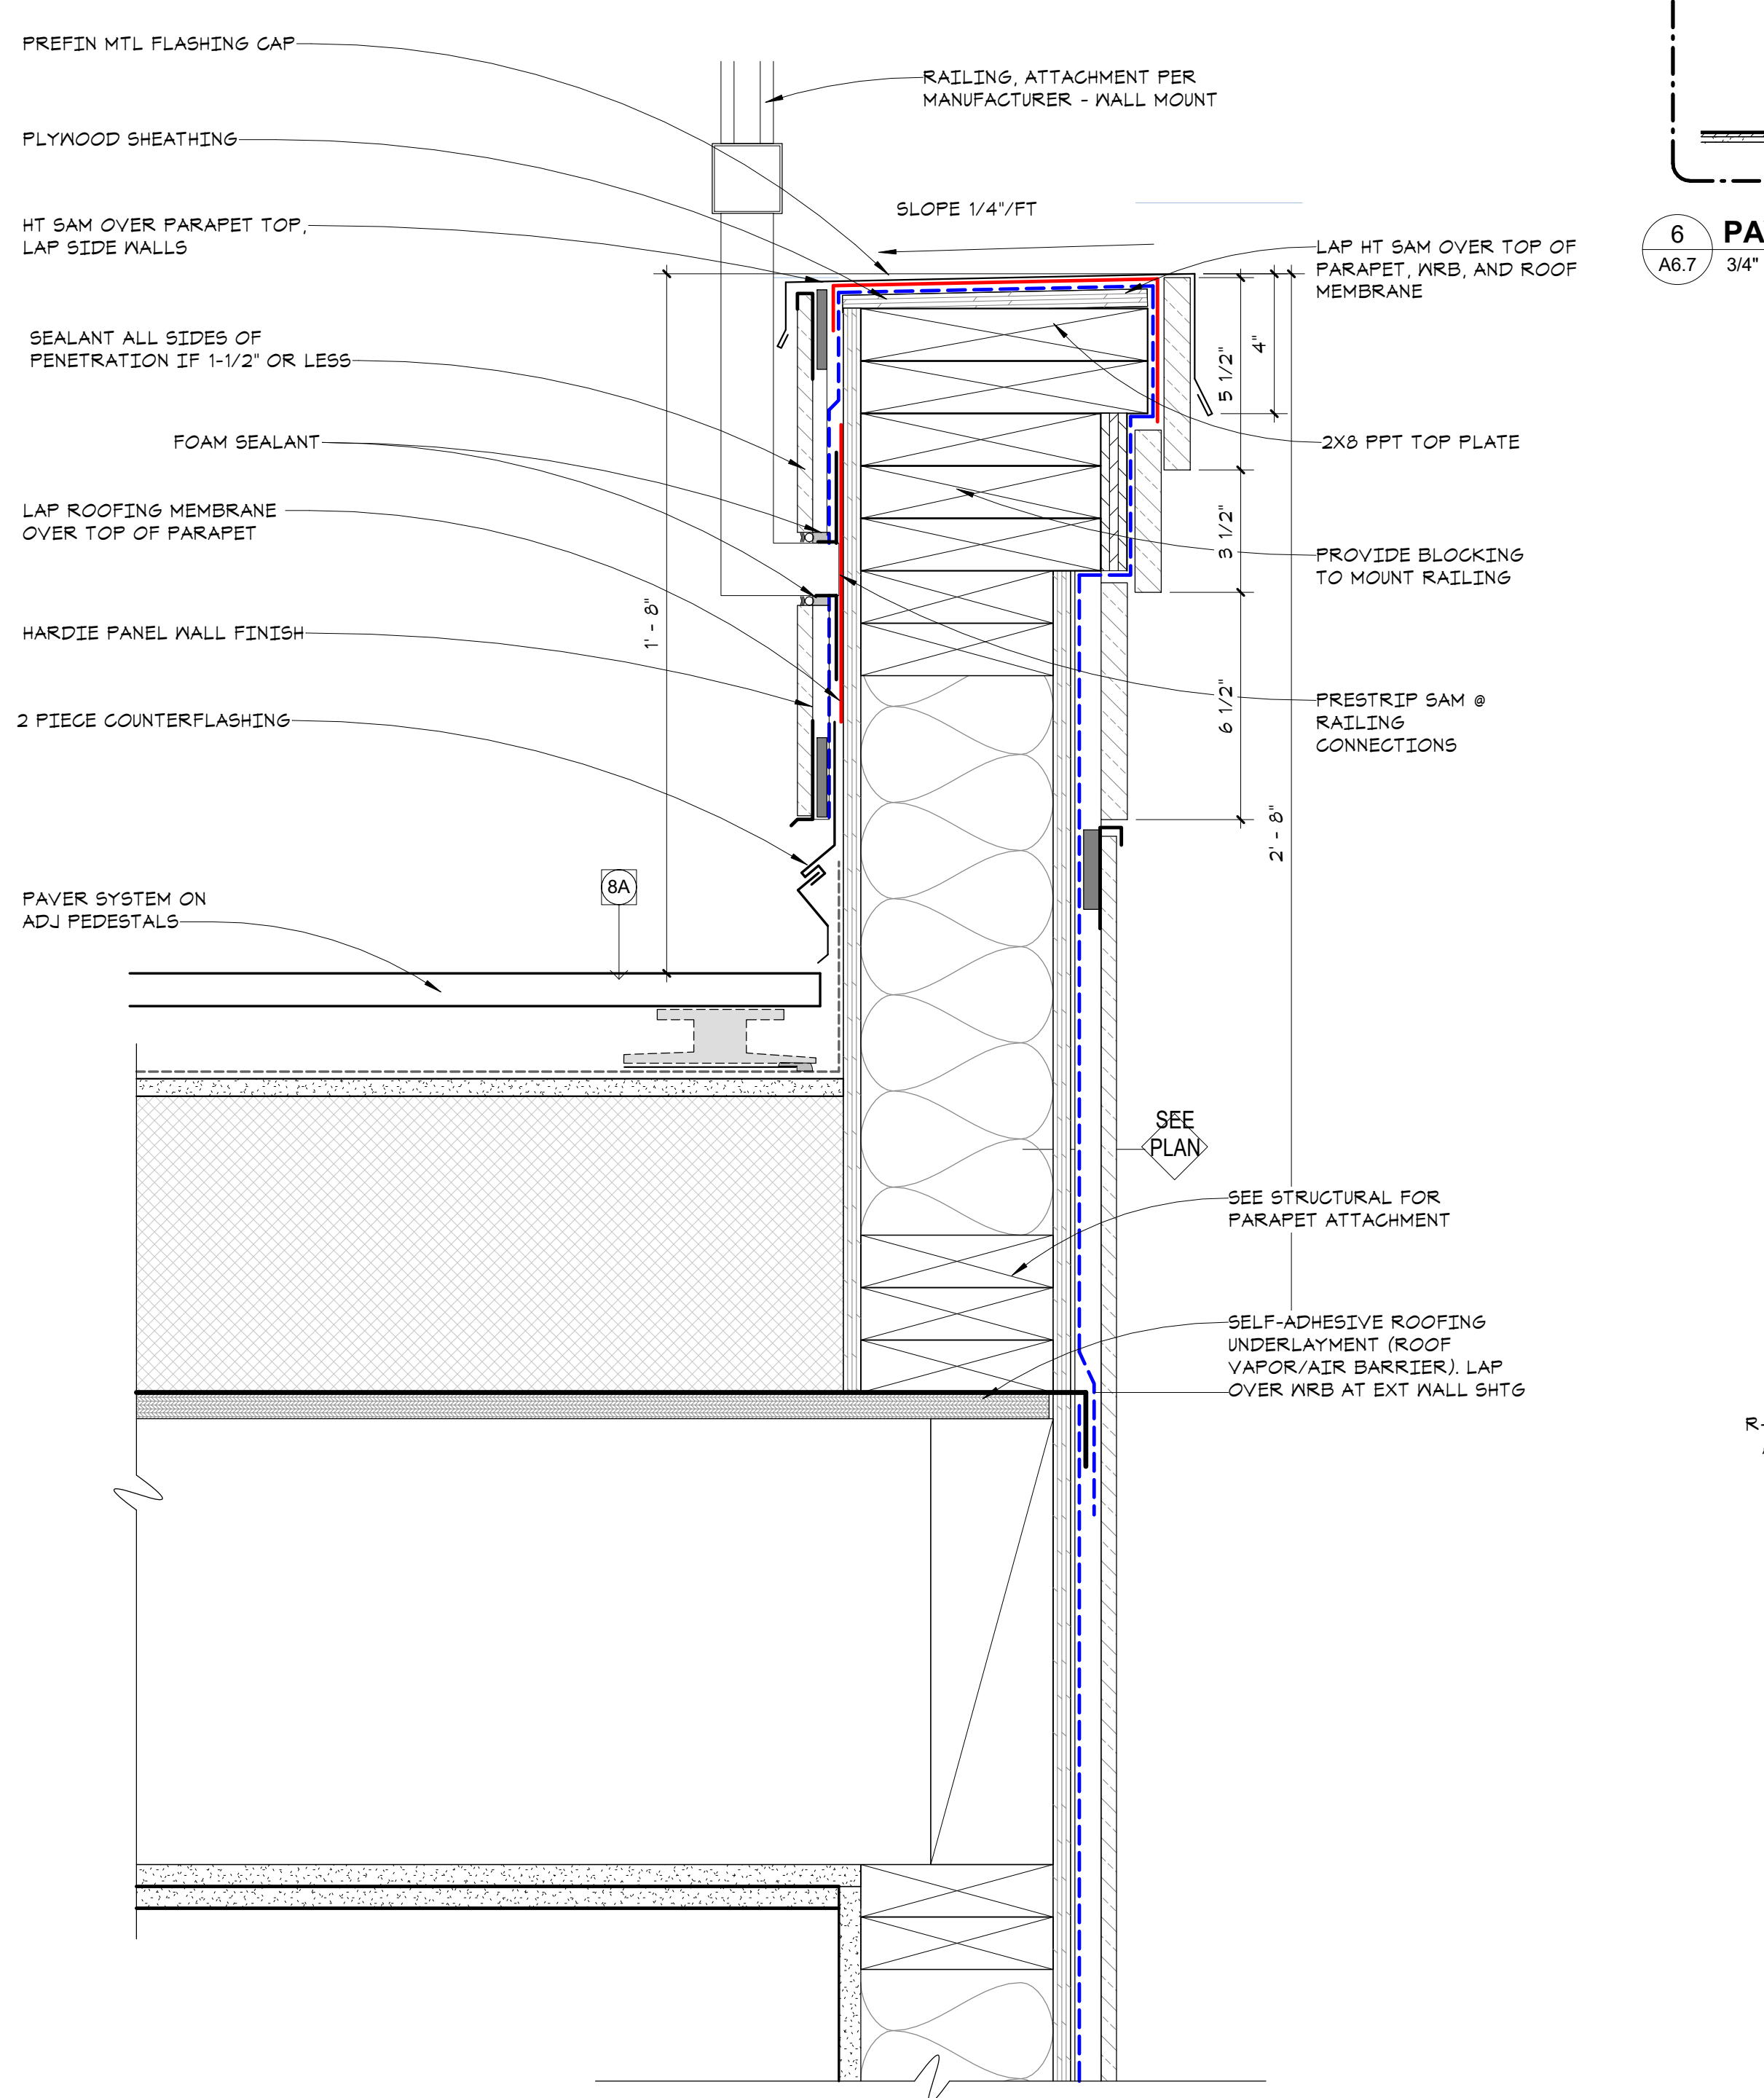 PREFIN MTL FLASHING CAP
RAILING, ATTACHMENT PER
MANUFACTURER - WALL MOUNT
PLYWOOD SHEATHING
SLOPE 1/4"/FT
HT SAM OVER PARAPET TOP,
LAP SIDE WALLS
LAP HT SAM OVER TOP OF
PARAPET, WRB, AND ROOF
MEMBRANE
6
A6.7
PA
3/4"
SEALANT ALL SIDES OF
PENETRATION IF 1-1/2" OR LESS
4"
5 1/2"
FOAM SEALANT
2X8 PPT TOP PLATE
LAP ROOFING MEMBRANE
OVER TOP OF PARAPET
3 1/2"
PROVIDE BLOCKING
TO MOUNT RAILING
1' - 8"
HARDIE PANEL WALL FINISH
6 1/2"
PRESTRIP SAM @
RAILING
CONNECTIONS
2 PIECE COUNTERFLASHING
2' - 8"
8A
PAVER SYSTEM ON
ADJ PEDESTALS
SEE
PLAN
SEE STRUCTURAL FOR
PARAPET ATTACHMENT
SELF-ADHESIVE ROOFING
UNDERLAYMENT (ROOF
VAPOR/AIR BARRIER). LAP
OVER WRB AT EXT WALL SHTG
R-